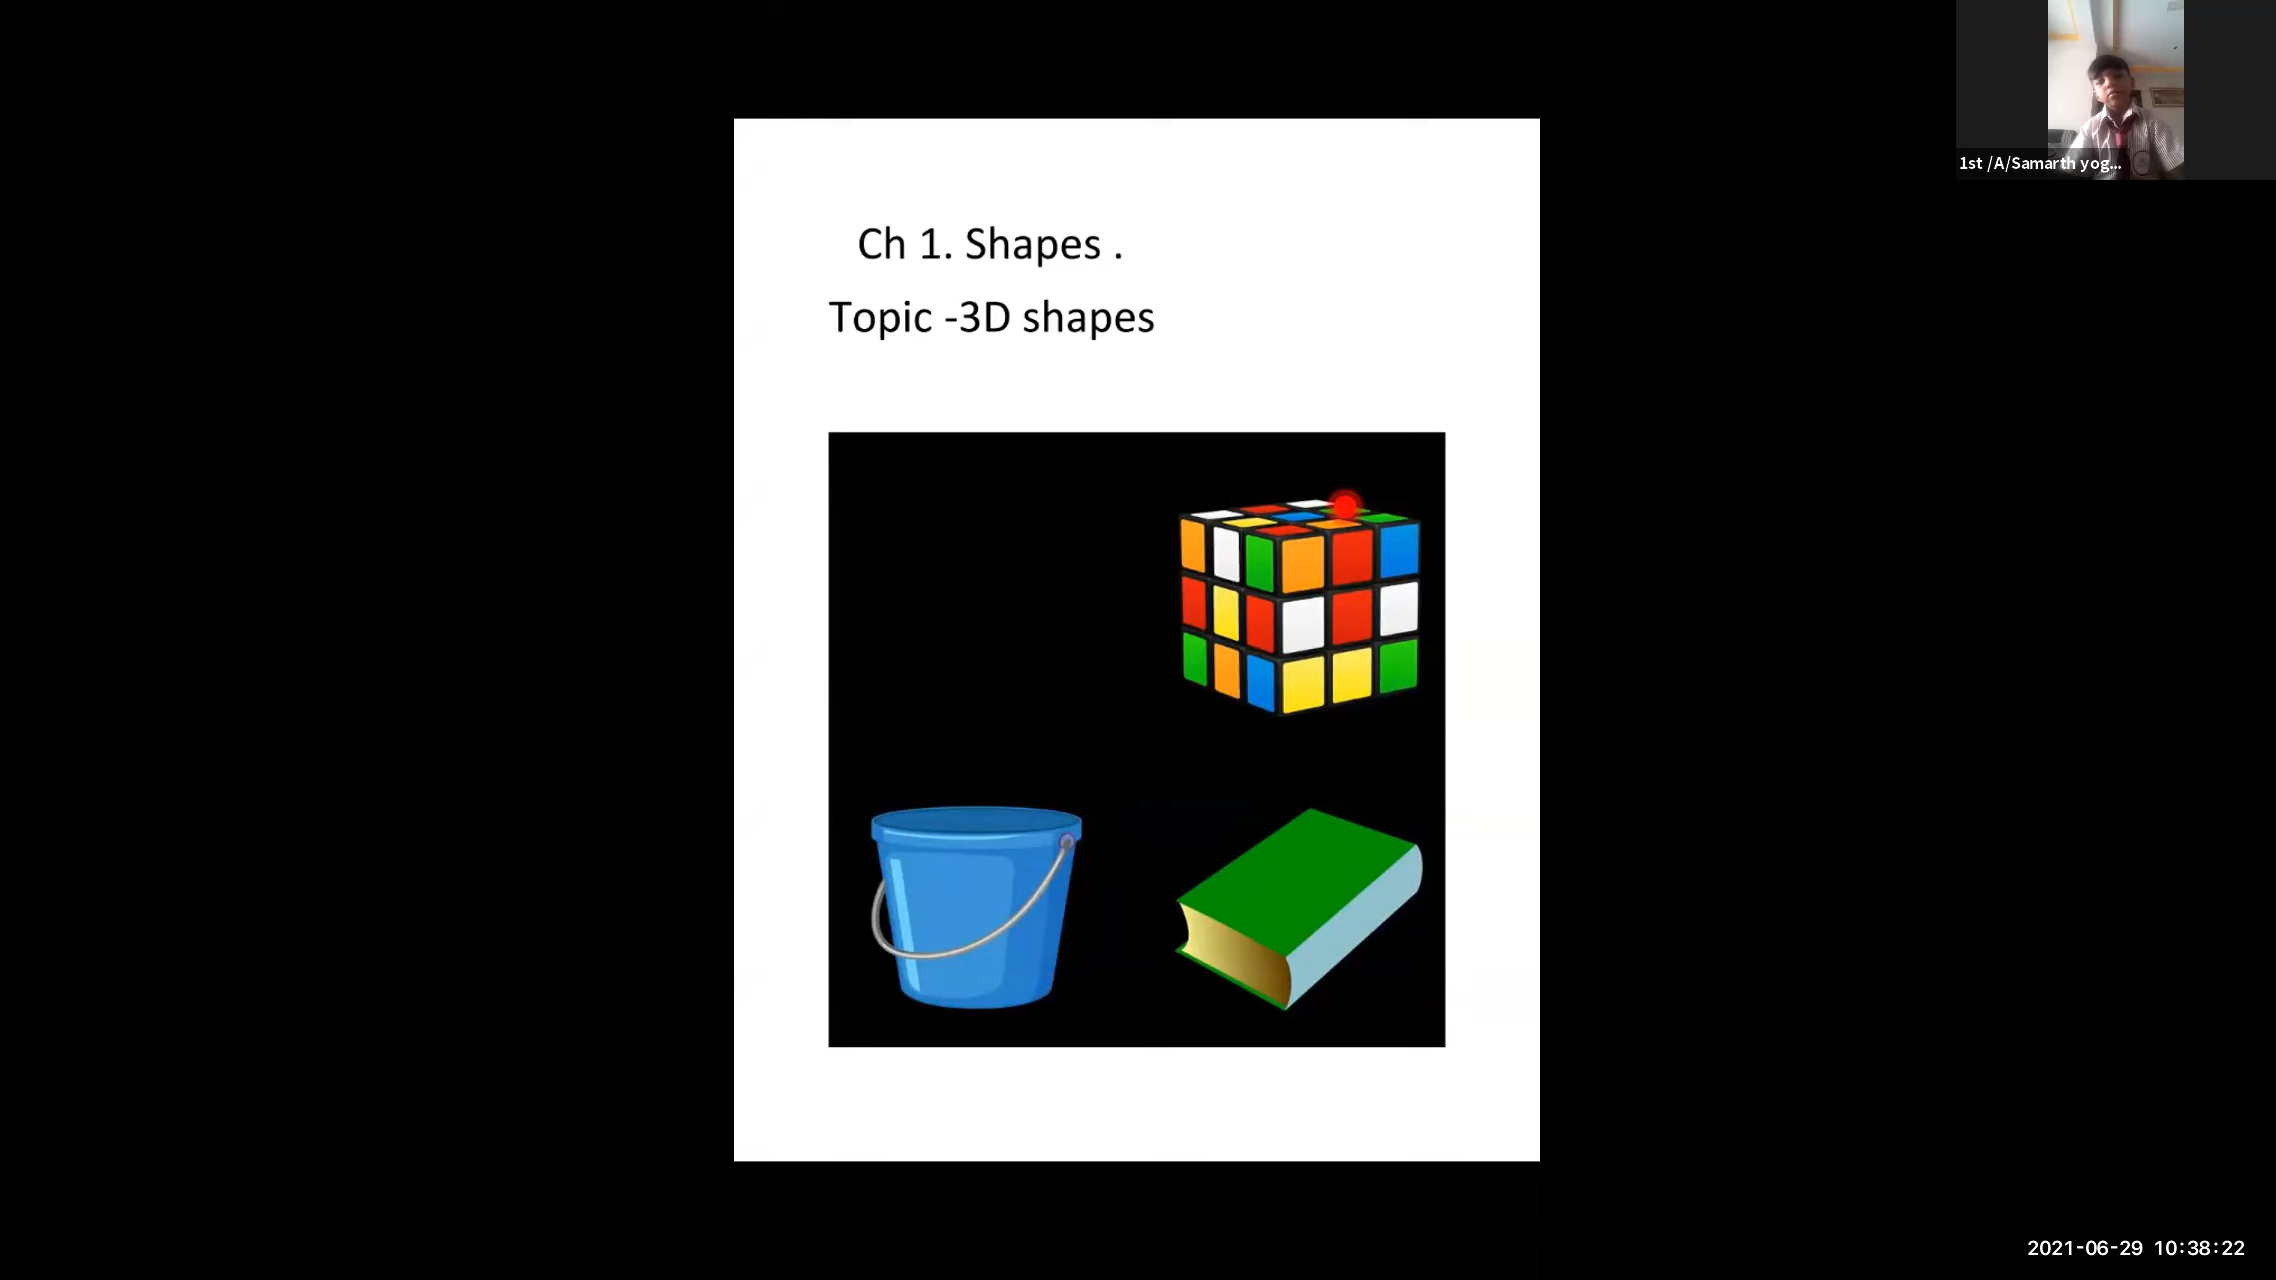 1st /A/Samarth yog...
Ch 1. Shapes .
Topic -3D shapes
2021-06-29 10:38:22